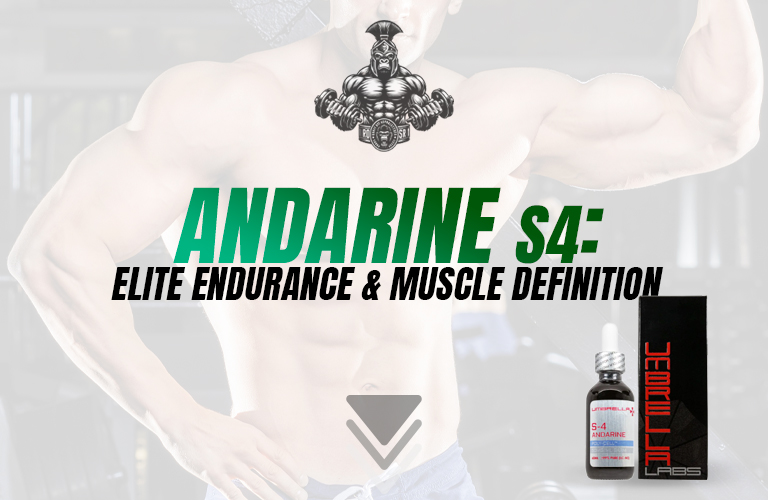 ANDARINE S4:
ELITE ENDURANCE & MUSCLE DEFINITION
UMBRELLA
LABS
UMBRELLA
S-4
ANDARINE